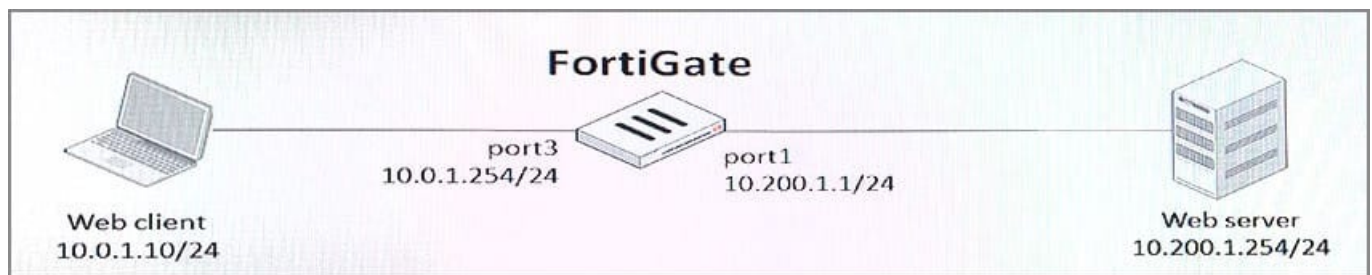 FortiGate
port3
10.0.1.254/24
port1
10.200.1.1/24
Web client
10.0.1.10/24
Web server
10.200.1.254/24